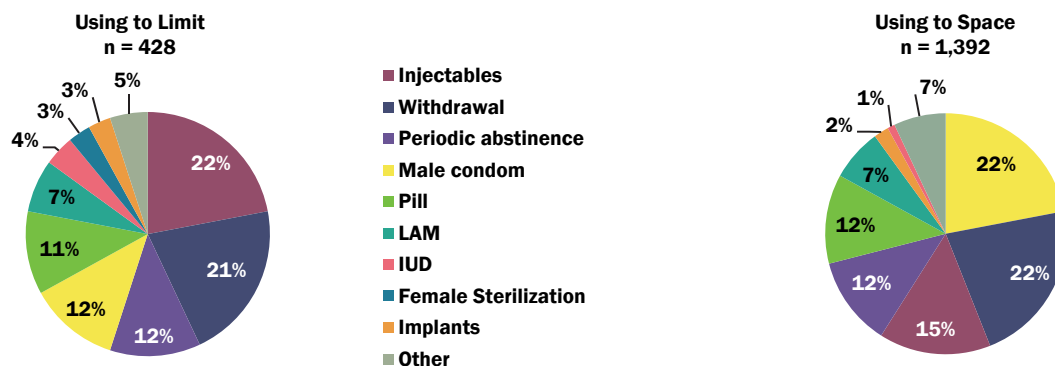 Using to Limit
n = 428
5%
3%
3%
4%
7%
11%
12%
12%
21%
22%
Injectables
Withdrawal
Periodic abstinence
Male condom
Pill
LAM
IUD
Female Sterilization
Implants
Other
Using to Space
n = 1,392
7%
1%
2%
7%
12%
12%
15%
22%
22%